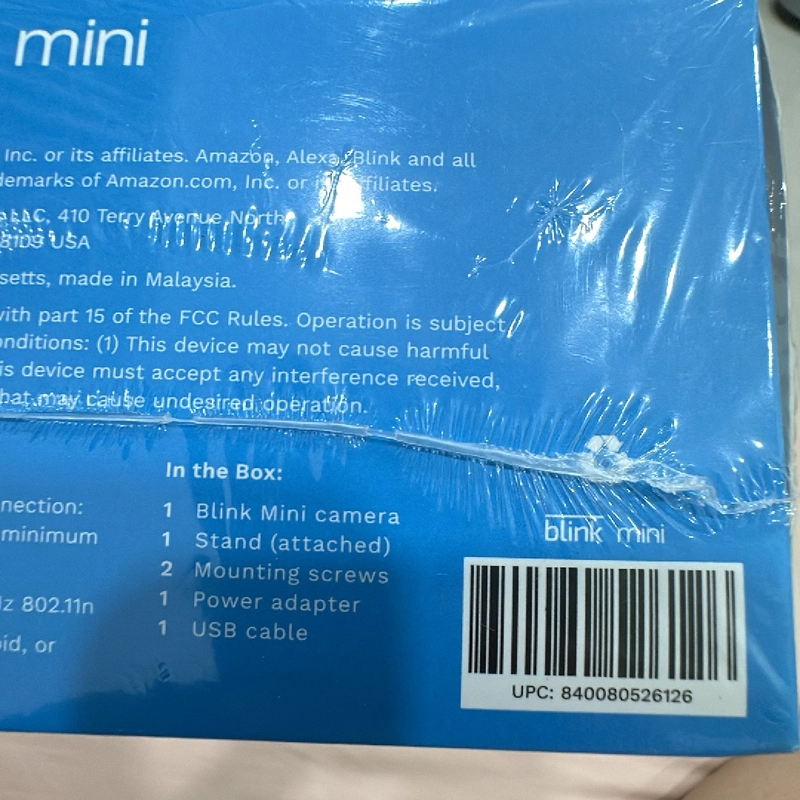 mini
Inc. or its affiliates. Amazon, Alexa, Blink and all
demarks of Amazon.com, Inc. or its affiliates.
LLC, 410 Terry Avenue North
8109 USA
setts, made in Malaysia.
with part 15 of the FCC Rules. Operation is subject
onditions: (1) This device may not cause harmful
is device must accept any interference received,
hat may cause undesired operation.
In the Box:
1 Blink Mini camera
1 Stand (attached)
2 Mounting screws
1 Power adapter
1 USB cable
nection:
minimum
Hz 802.11n
oid, or
blink mini
UPC: 840080526126